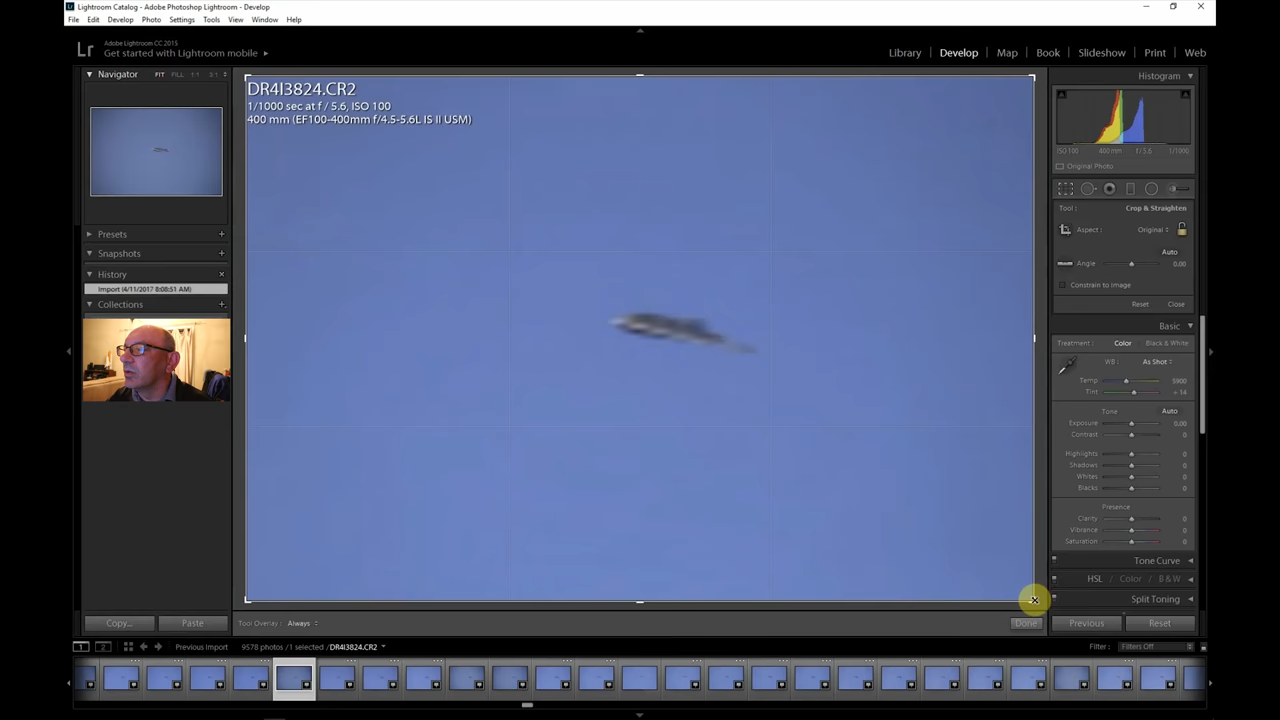 Lightroom Catalog - Adobe Photoshop Lightroom - Develop
File Edit Develop Photo Settings Tools View Window Help
Lr
Adobe Lightroom CC 2015
Get started with Lightroom mobile
Library Develop Map Book Slideshow Print Web
Navigator FIT FILL 1:1 3:1
Presets
Snapshots
History
Import (4/11/2017 8:08:51 AM)
Collections
Copy... Paste
DR4I3824.CR2
1/1000 sec at f / 5.6, ISO 100
400 mm (EF100-400mm f/4.5-5.6L IS II USM)
Tool Overlay: Always Done
Histogram
ISO 100 400 mm f / 5.6 1/1000
Original Photo
Tool: Crop & Straighten
Aspect: Original
Auto
Angle 0.00
Constrain to Image
Reset Close
Basic
Treatment: Color Black & White
WB: As Shot
Temp 5900
Tint + 14
Tone Auto
Exposure 0.00
Contrast 0
Highlights 0
Shadows 0
Whites 0
Blacks 0
Presence
Clarity 0
Vibrance 0
Saturation 0
Tone Curve
HSL / Color / B & W
Split Toning
Previous Reset
1 2 Previous Import 9578 photos /1 selected /DR4I3824.CR2 Filter: Filters Off